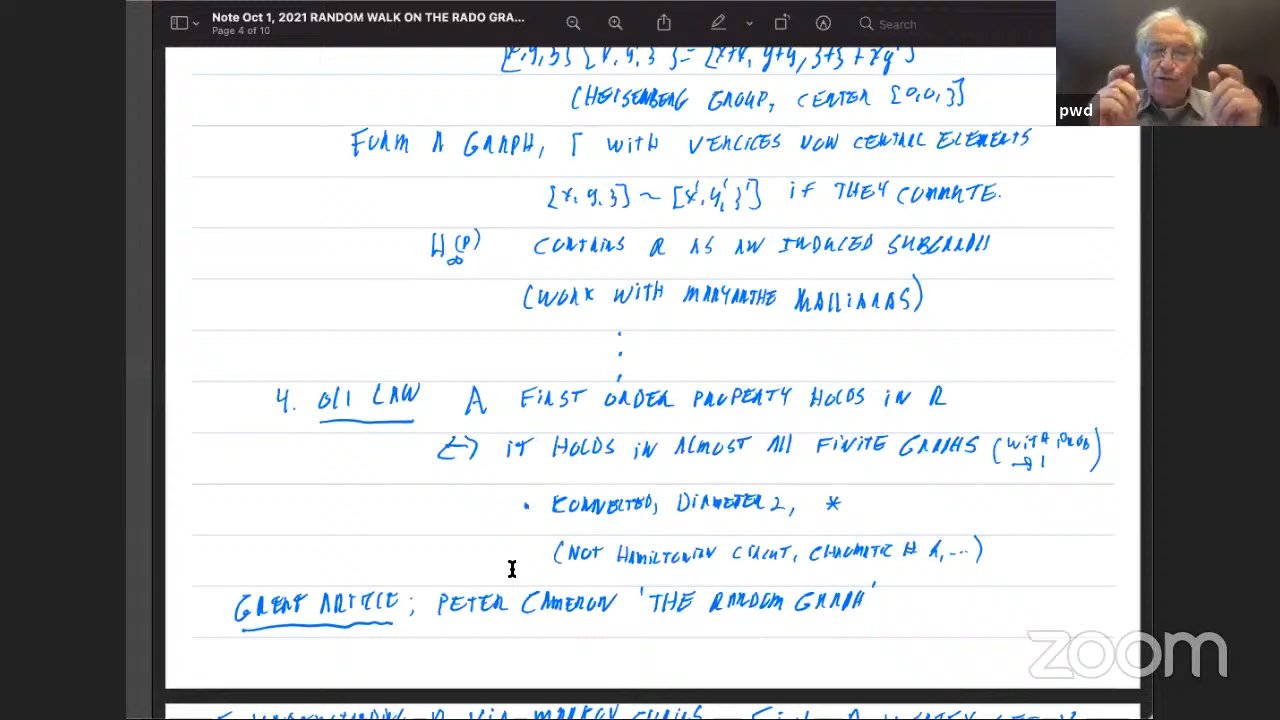 Note Oct 1, 2021 RANDOM WALK ON THE RADO GRA...
Page 4 of 10
Search
pwd
[x, y, z] [x', y', z'] = [x+x', y+y', z+z'+xy']
(HEISENBERG GROUP, CENTER [0,0,z]
FORM A GRAPH, Γ WITH VERTICES NON CENTRAL ELEMENTS
[x, y, z] ~ [x', y', z'] IF THEY COMMUTE.
H∞(P) CONTAINS R AS AN INDUCED SUBGRAPH
(WORK WITH MARYANTHE MALLIARAS)
4. 0/1 LAW A FIRST ORDER PROPERTY HOLDS IN R
↔ IT HOLDS IN ALMOST ALL FINITE GRAPHS (WITH PROB → 1)
• CONNECTED, DIAMETER 2, *
(NOT HAMILTONIAN CIRCUIT, CHROMATIC # k, ...)
GREAT ARTICLE; PETER CAMERON 'THE RANDOM GRAPH'
zoom